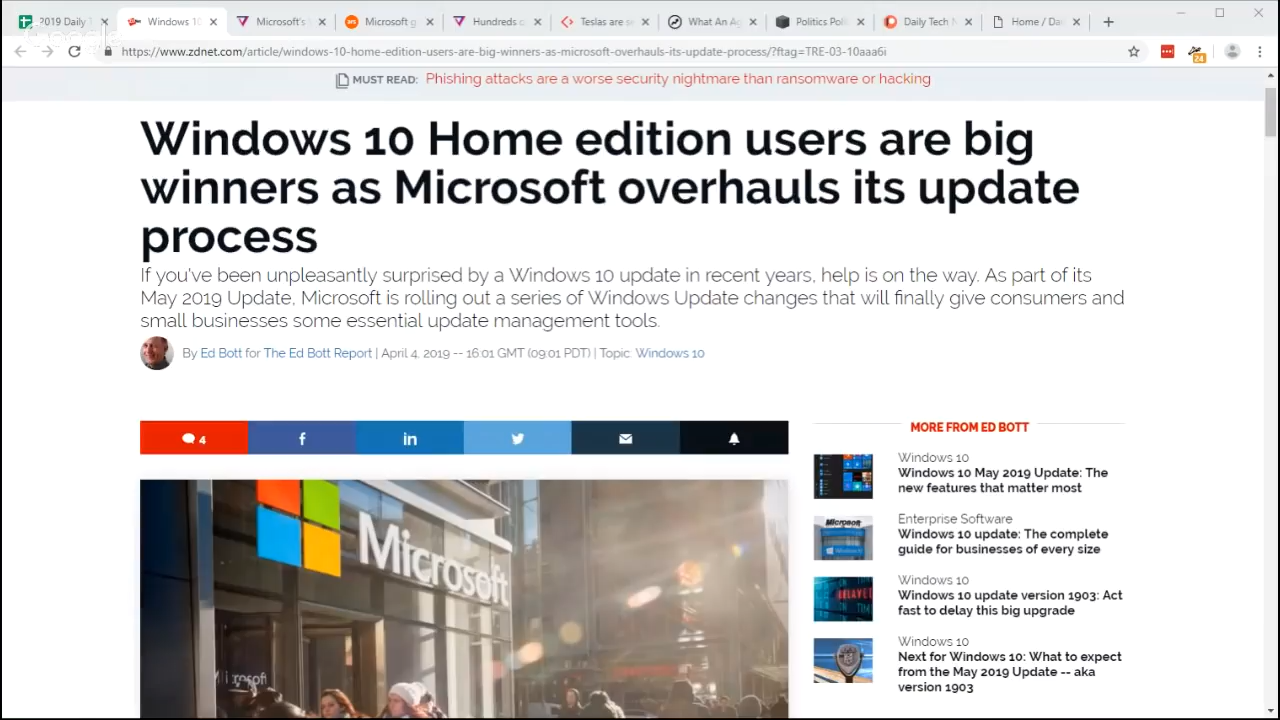 2019 Daily T
Windows 10
Microsoft's
Microsoft g
Hundreds o
Teslas are s
What An A
Politics Poli
Daily Tech N
Home / Da
https://www.zdnet.com/article/windows-10-home-edition-users-are-big-winners-as-microsoft-overhauls-its-update-process/?ftag=TRE-03-10aaa6i
24
MUST READ: Phishing attacks are a worse security nightmare than ransomware or hacking
Windows 10 Home edition users are big
winners as Microsoft overhauls its update
process
If you've been unpleasantly surprised by a Windows 10 update in recent years, help is on the way. As part of its
May 2019 Update, Microsoft is rolling out a series of Windows Update changes that will finally give consumers and
small businesses some essential update management tools.
By Ed Bott for The Ed Bott Report | April 4, 2019 -- 16:01 GMT (09:01 PDT) | Topic: Windows 10
4
Microsoft
Microsoft
MORE FROM ED BOTT
Windows 10
Windows 10 May 2019 Update: The
new features that matter most
Enterprise Software
Windows 10 update: The complete
guide for businesses of every size
Windows 10
Windows 10 update version 1903: Act
fast to delay this big upgrade
Windows 10
Next for Windows 10: What to expect
from the May 2019 Update -- aka
version 1903